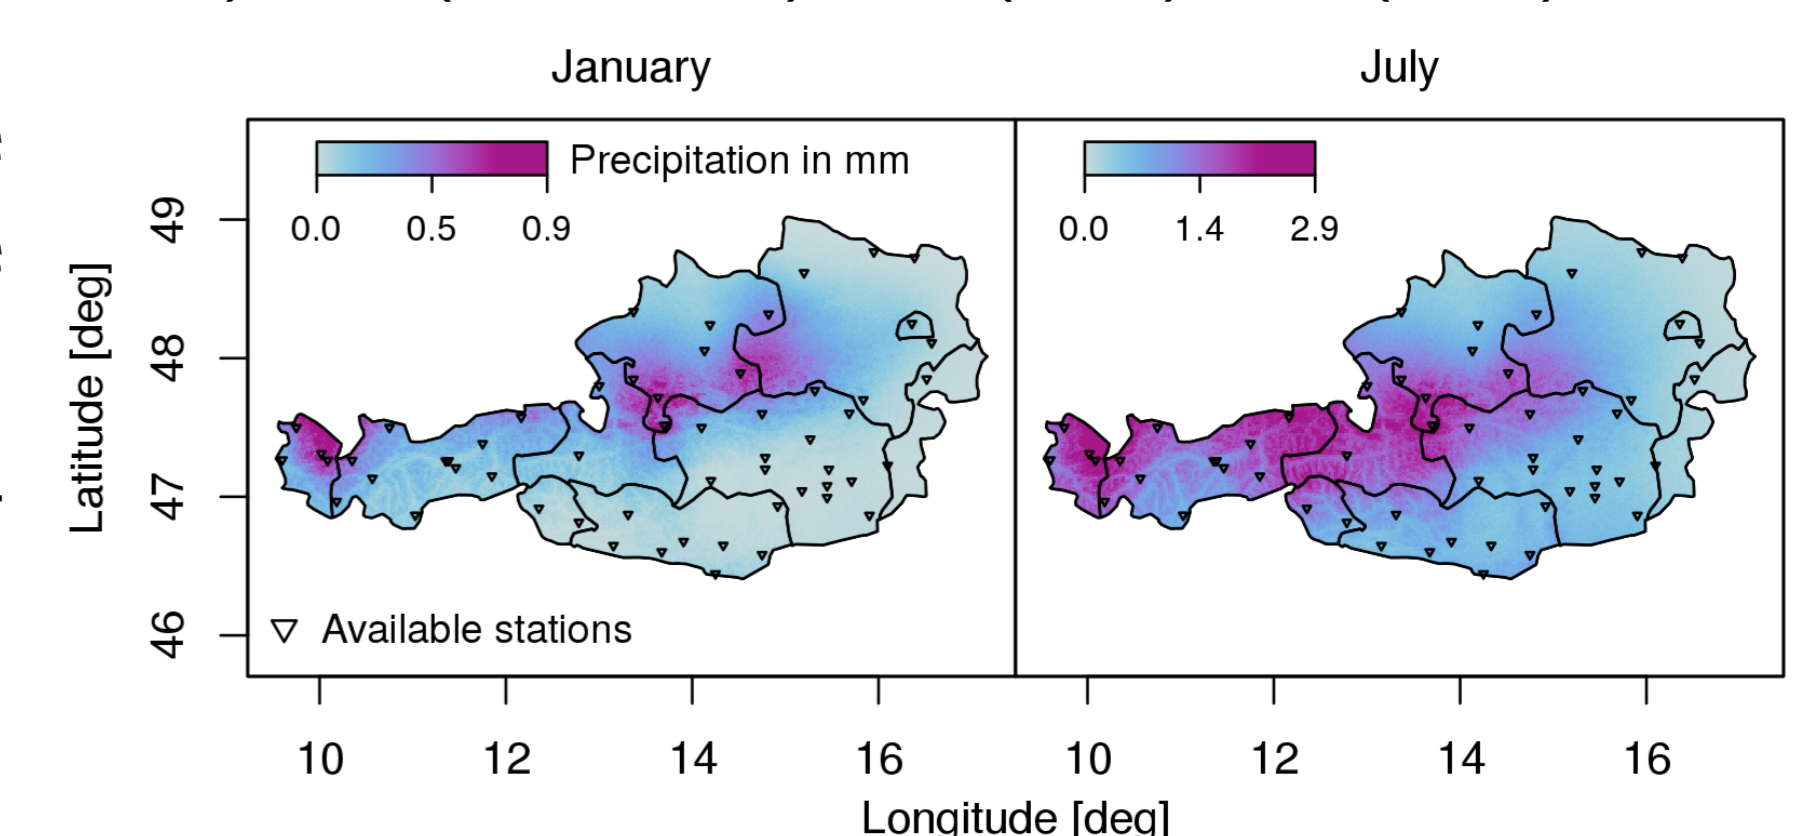 January
July
Precipitation in mm
0.0 0.5 0.9
0.0 1.4 2.9
49
48
47
46
Latitude [deg]
Available stations
10 12 14 16
10 12 14 16
Longitude [deg]